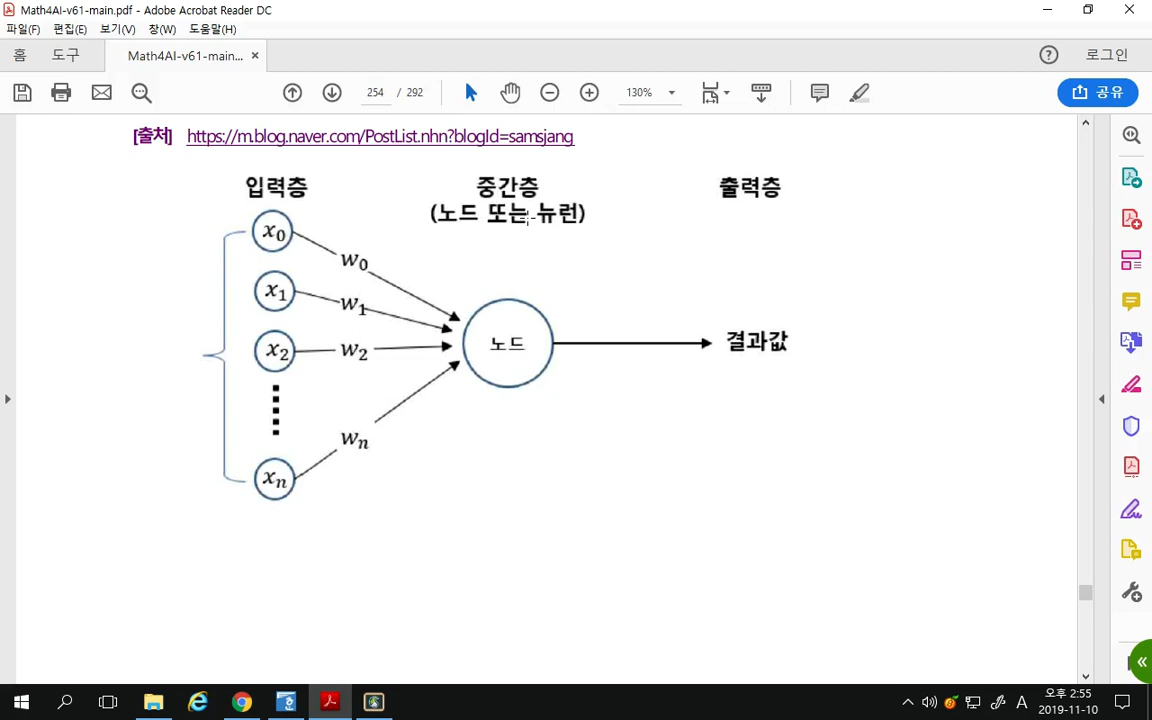 Math4AI-v61-main.pdf - Adobe Acrobat Reader DC
파일(F) 편집(E) 보기(V) 창(W) 도움말(H)
홈 도구 Math4AI-v61-main... × ? 로그인
254 / 292 130% 공유
[출처] https://m.blog.naver.com/PostList.nhn?blogId=samsjang
입력층 중간층 출력층
(노드 또는 뉴런)
x0
w0
x1 w1
x2 w2 노드 결과값
wn
xn
A 오후 2:55
2019-11-10